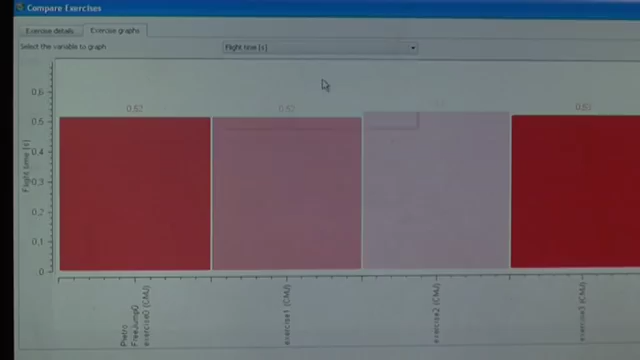 Compare Exercises
Exercise details
Exercise graphs
Select the variable to graph
Flight time [s]
0,6
0,5
0,4
0,3
0,2
0,1
0
Flight time [s]
0,52
0,52
0,53
Pietro
FreeJump0
exercise0 (CMJ)
exercise1 (CMJ)
exercise2 (CMJ)
exercise3 (CMJ)